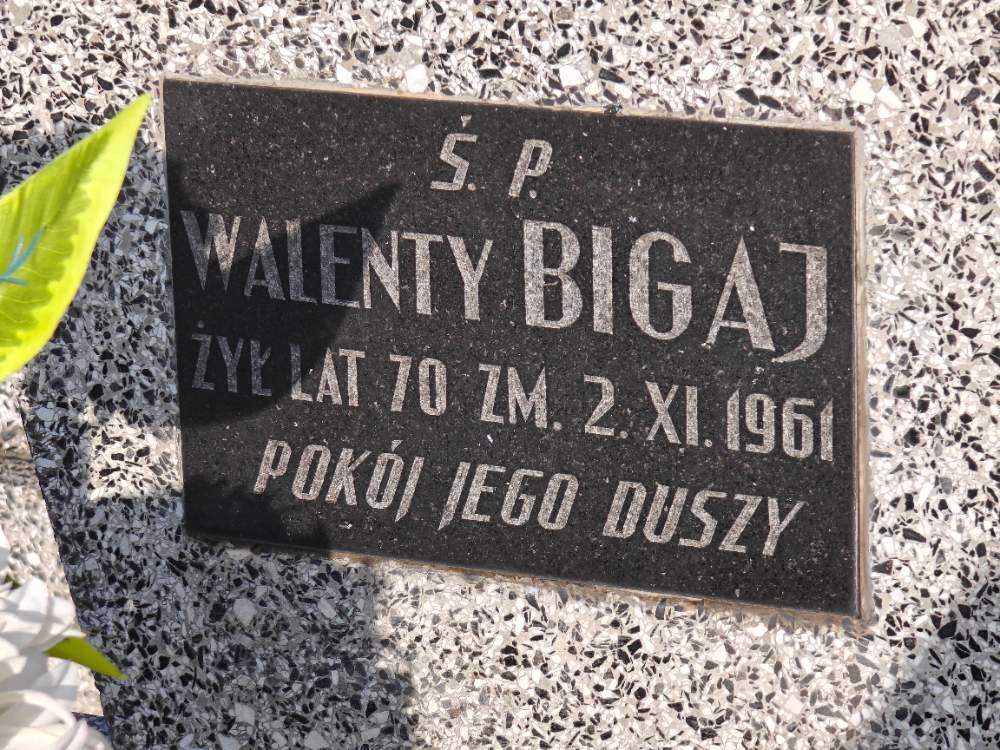 Ś. P.
WALENTY BIGAJ
ŻYŁ LAT 70 ZM. 2. XI. 1961
POKÓJ JEGO DUSZY